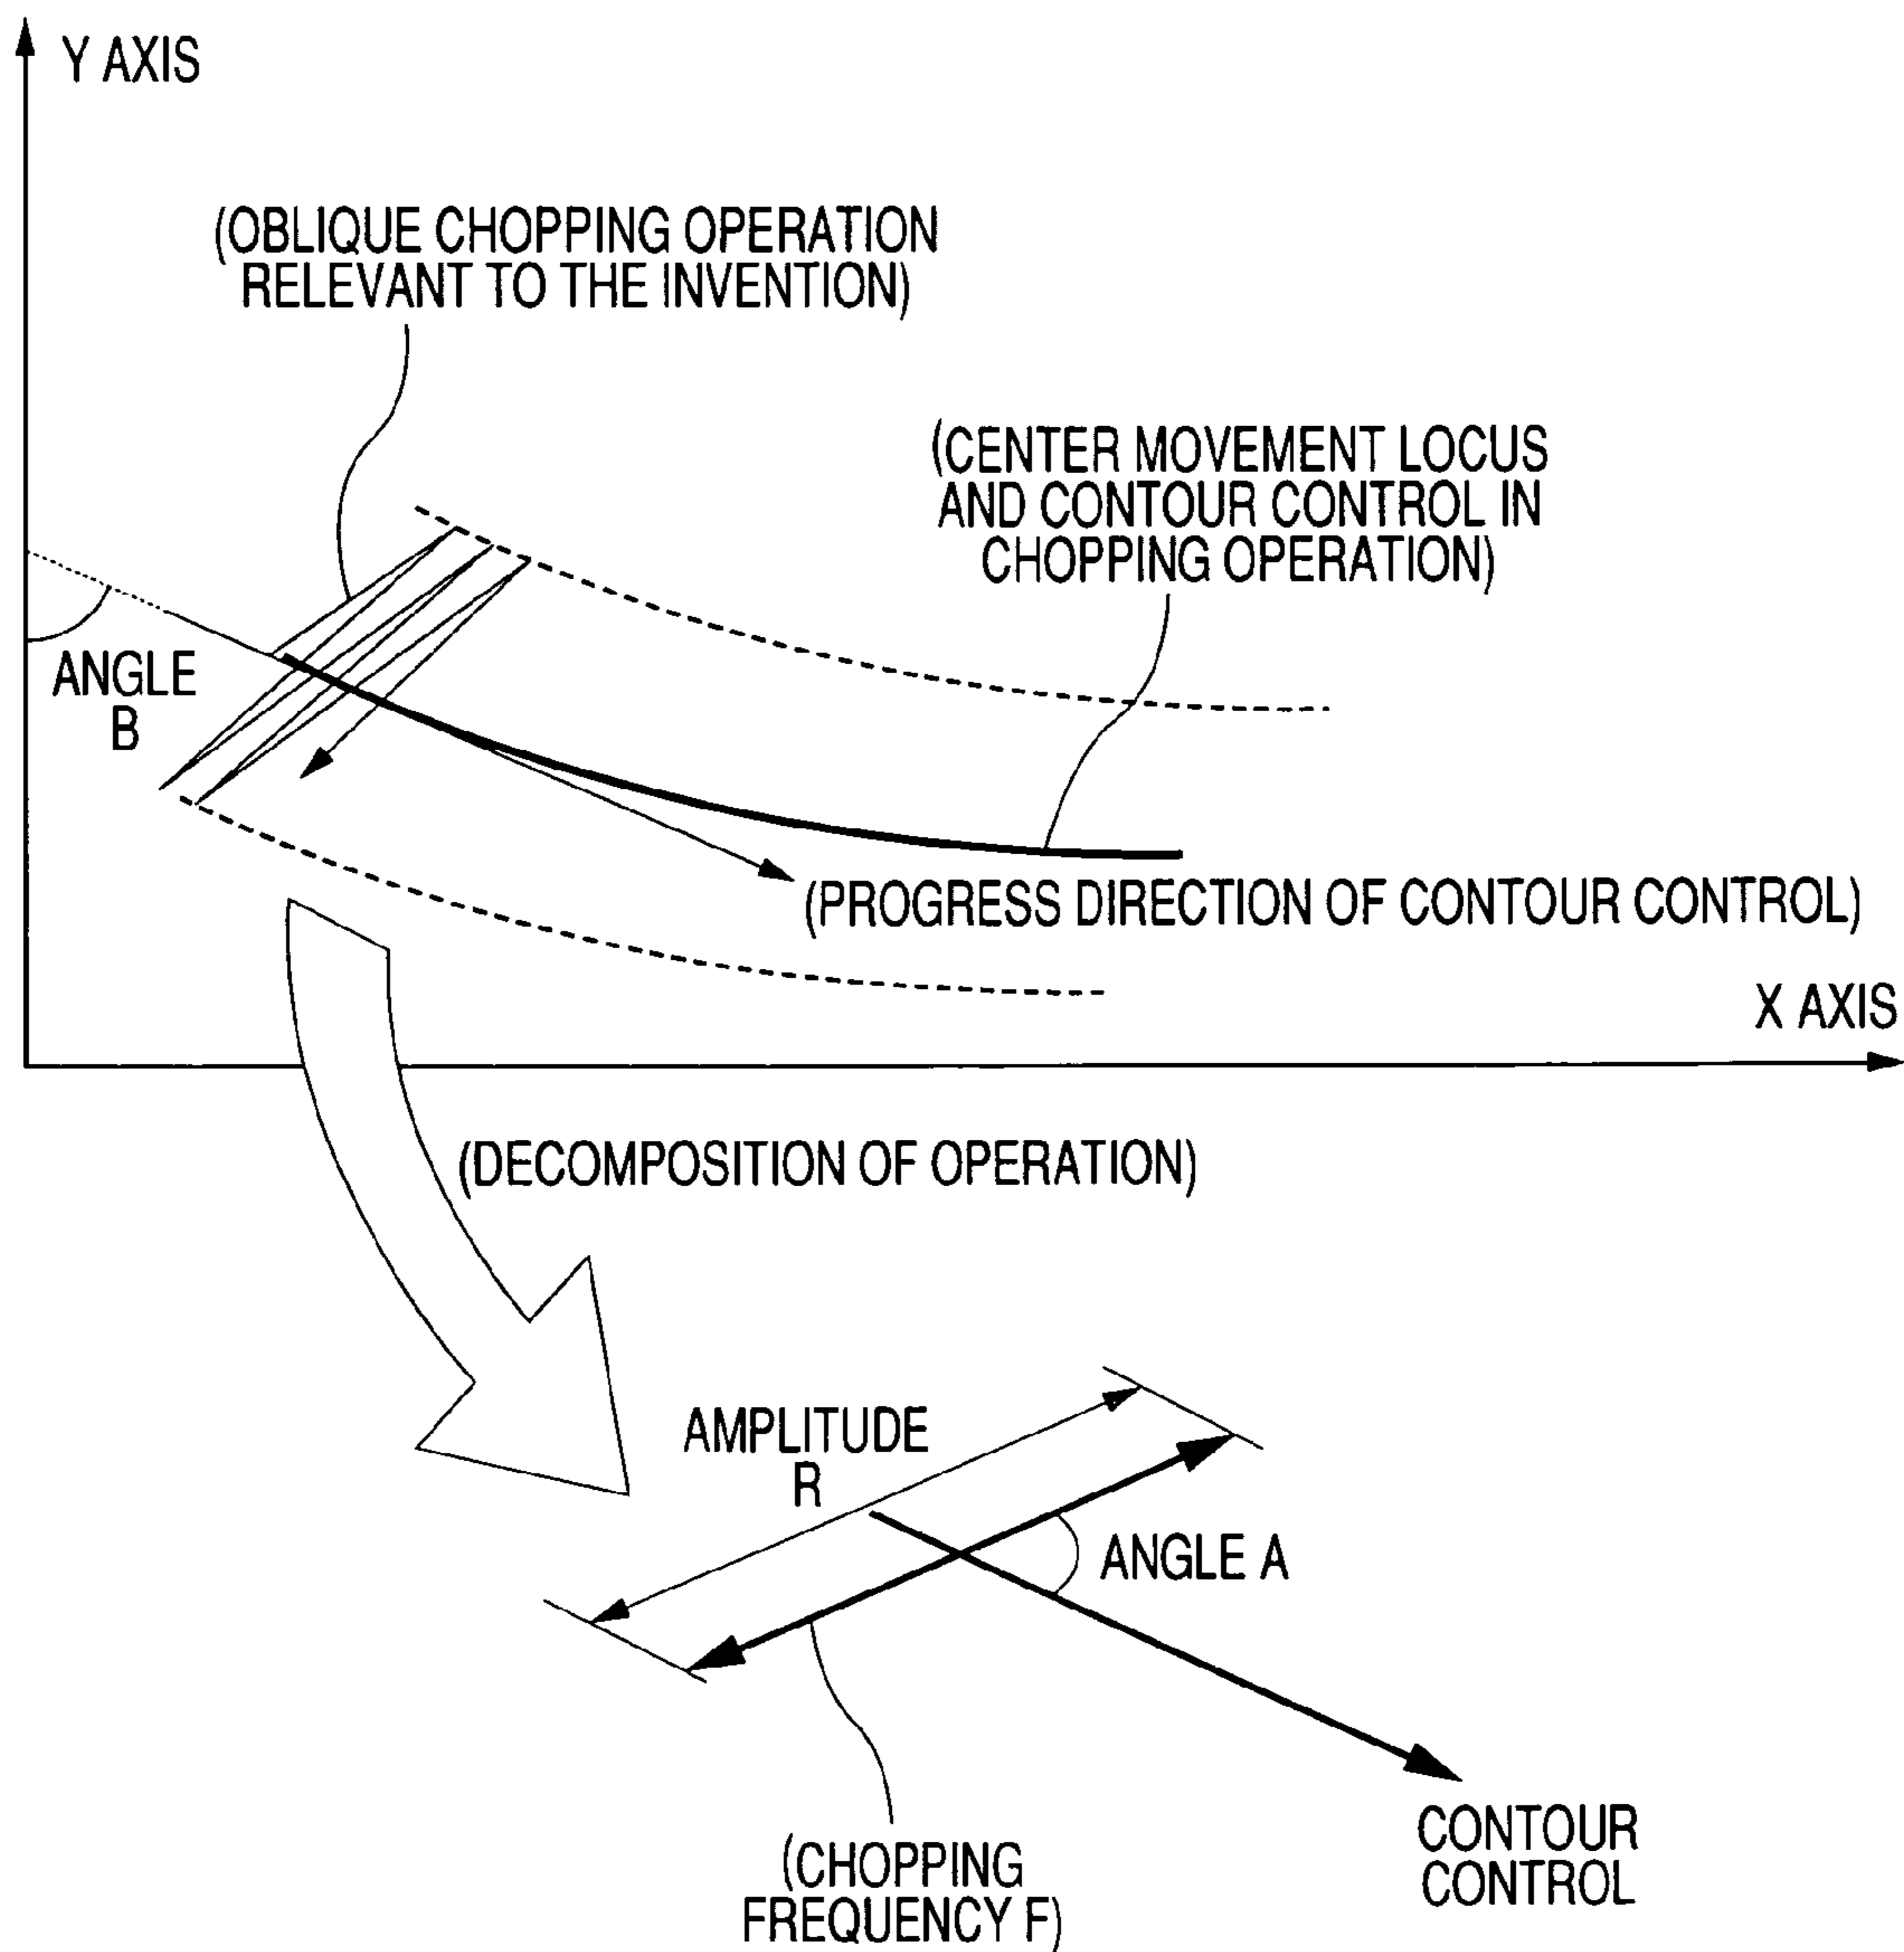 Y AXIS
(OBLIQUE CHOPPING OPERATION
RELEVANT TO THE INVENTION)
(CENTER MOVEMENT LOCUS
AND CONTOUR CONTROL IN
CHOPPING OPERATION)
ANGLE
B
(PROGRESS DIRECTION OF CONTOUR CONTROL)
X AXIS
(DECOMPOSITION OF OPERATION)
AMPLITUDE
R
ANGLE A
CONTOUR
CONTROL
(CHOPPING
FREQUENCY F)